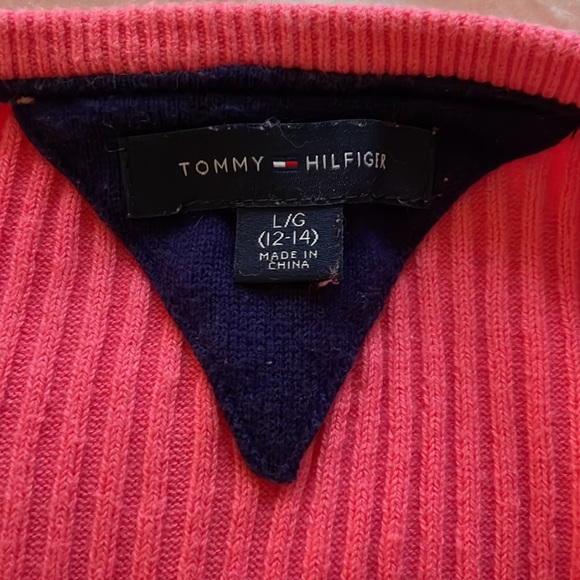 TOMMY HILFIGER
L/G
(12-14)
MADE IN
CHINA